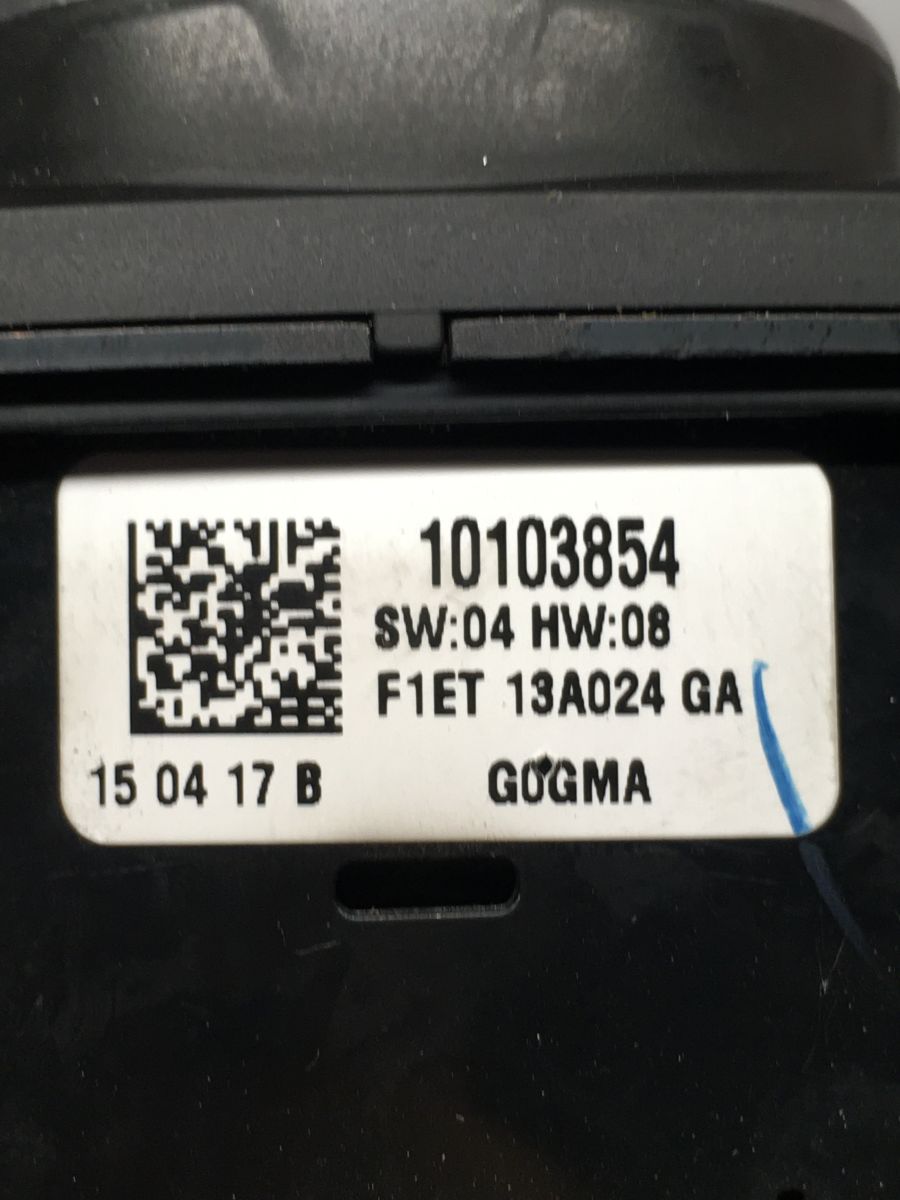 10103854
SW:04 HW:08
F1ET 13A024 GA
15 04 17 B
G0GMA